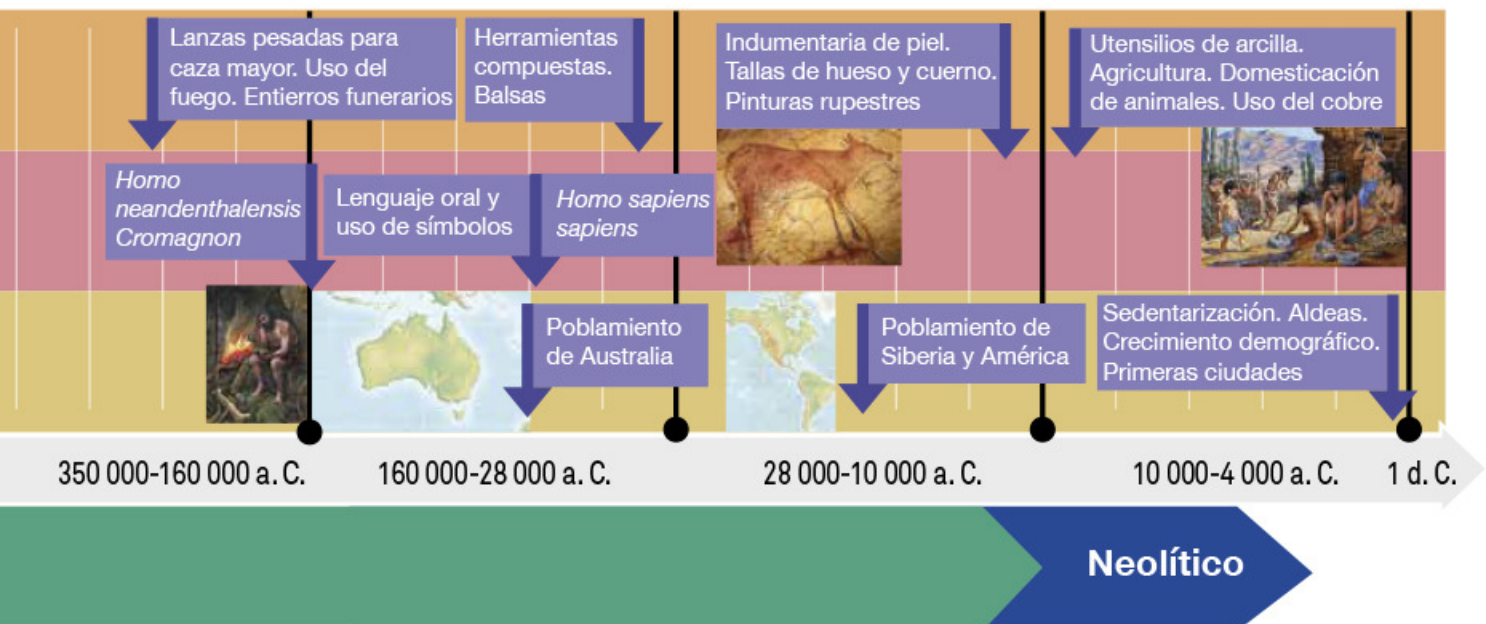 Lanzas pesadas para
caza mayor. Uso del
fuego. Entierros funerarios
Herramientas
compuestas.
Balsas
Indumentaria de piel.
Tallas de hueso y cuerno.
Pinturas rupestres
Utensilios de arcilla.
Agricultura. Domesticación
de animales. Uso del cobre
Homo
neandenthalensis
Cromagnon
Lenguaje oral y
uso de símbolos
Homo sapiens
sapiens
Poblamiento
de Australia
Poblamiento de
Siberia y América
Sedentarización. Aldeas.
Crecimiento demográfico.
Primeras ciudades
350 000-160 000 a. C.
160 000-28 000 a. C.
28 000-10 000 a. C.
10 000-4 000 a. C.
1 d. C.
Neolítico